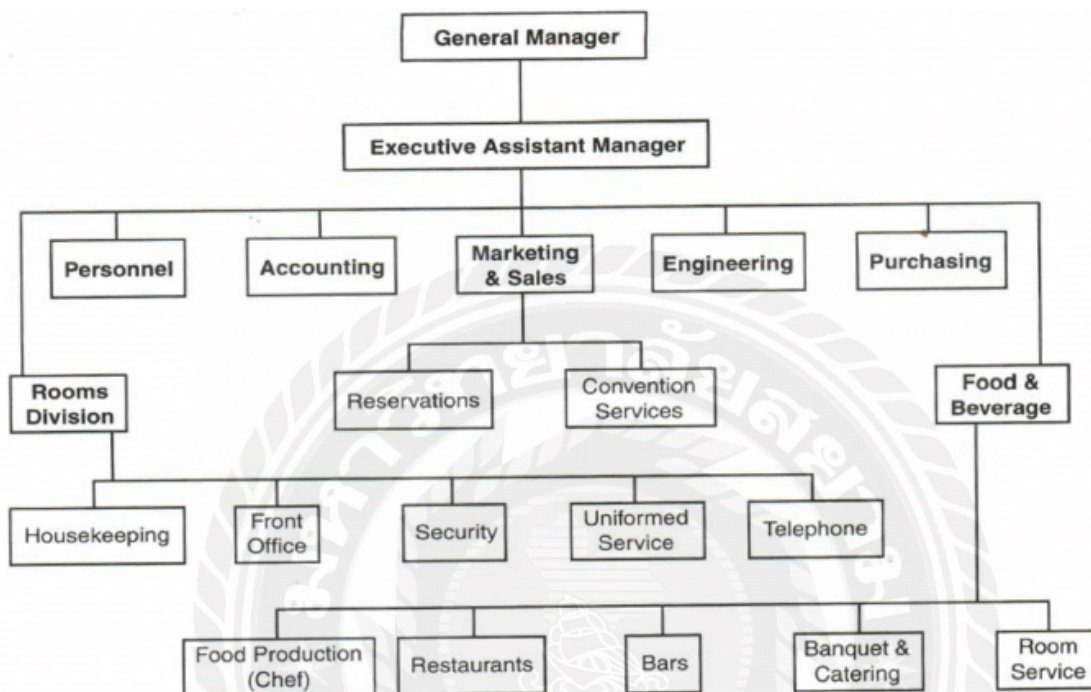 General Manager
Executive Assistant Manager
Personnel
Accounting
Marketing
& Sales
Engineering
Purchasing
Rooms
Division
Reservations
Convention
Services
Food &
Beverage
Housekeeping
Front
Office
Security
Uniformed
Service
Telephone
Food Production
(Chef)
Restaurants
Bars
Banquet &
Catering
Room
Service